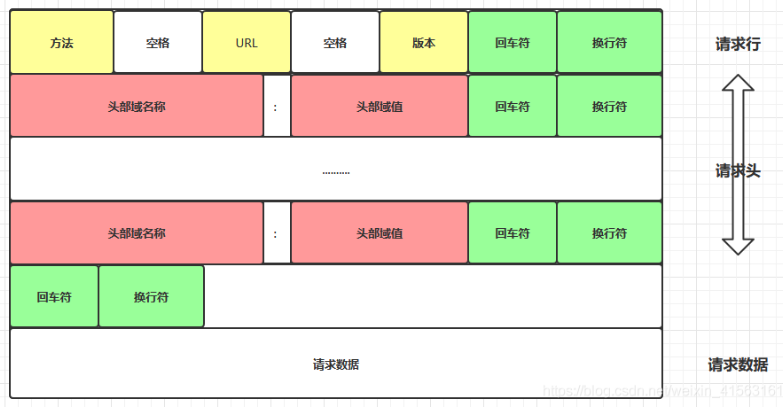 方法 空格 URL 空格 版本 回车符 换行符 请求行
头部域名称 : 头部域值 回车符 换行符
.......... 请求头
头部域名称 : 头部域值 回车符 换行符
回车符 换行符
请求数据 请求数据
https://blog.csdn.net/weixin_41563161